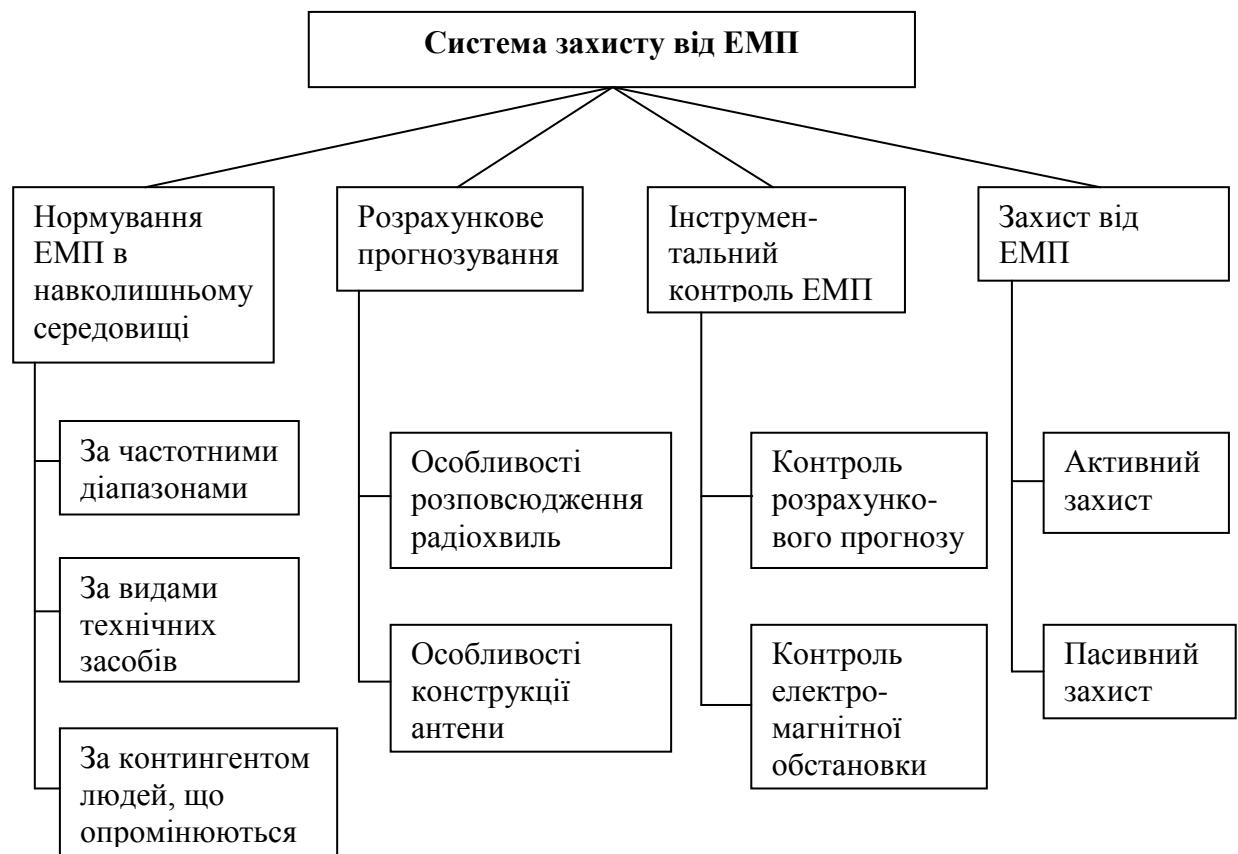 Система захисту від ЕМП
Нормування
ЕМП в
навколишньому
середовищі
Розрахункове
прогнозування
Інструмен-
тальний
контроль ЕМП
Захист від
ЕМП
За частотними
діапазонами
За видами
технічних
засобів
За контингентом
людей, що
опромінюються
Особливості
розповсюдження
радіохвиль
Особливості
конструкції
антени
Контроль
розрахунко-
вого прогнозу
Контроль
електро-
магнітної
обстановки
Активний
захист
Пасивний
захист